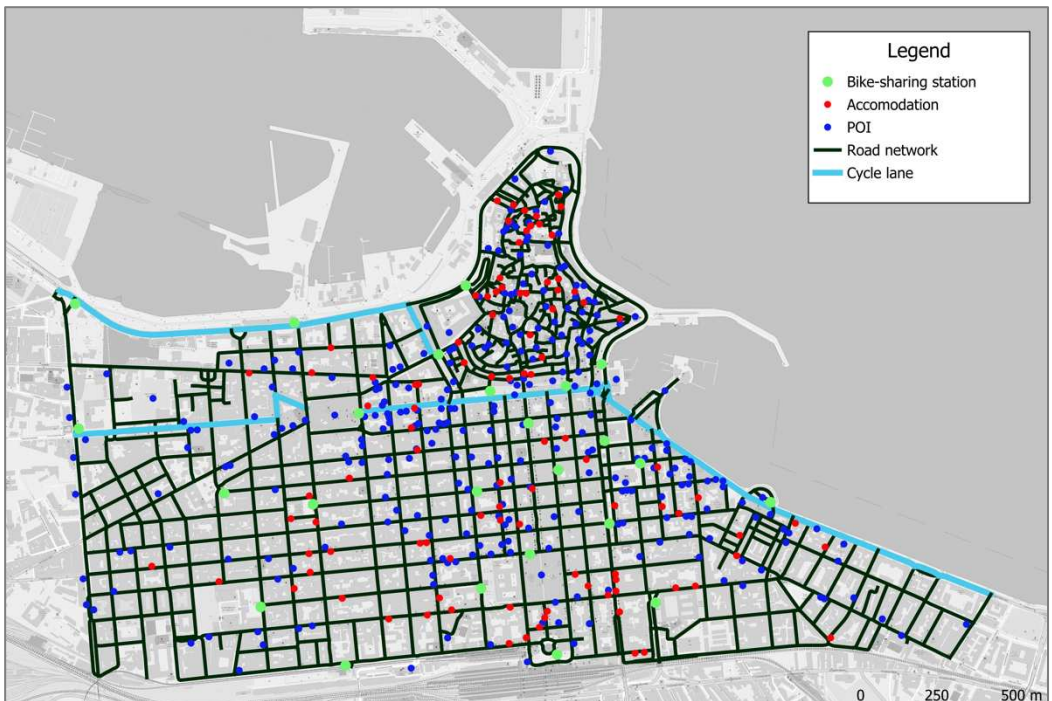 Legend
Bike-sharing station
Accomodation
POI
Road network
Cycle lane
0 250 500 m